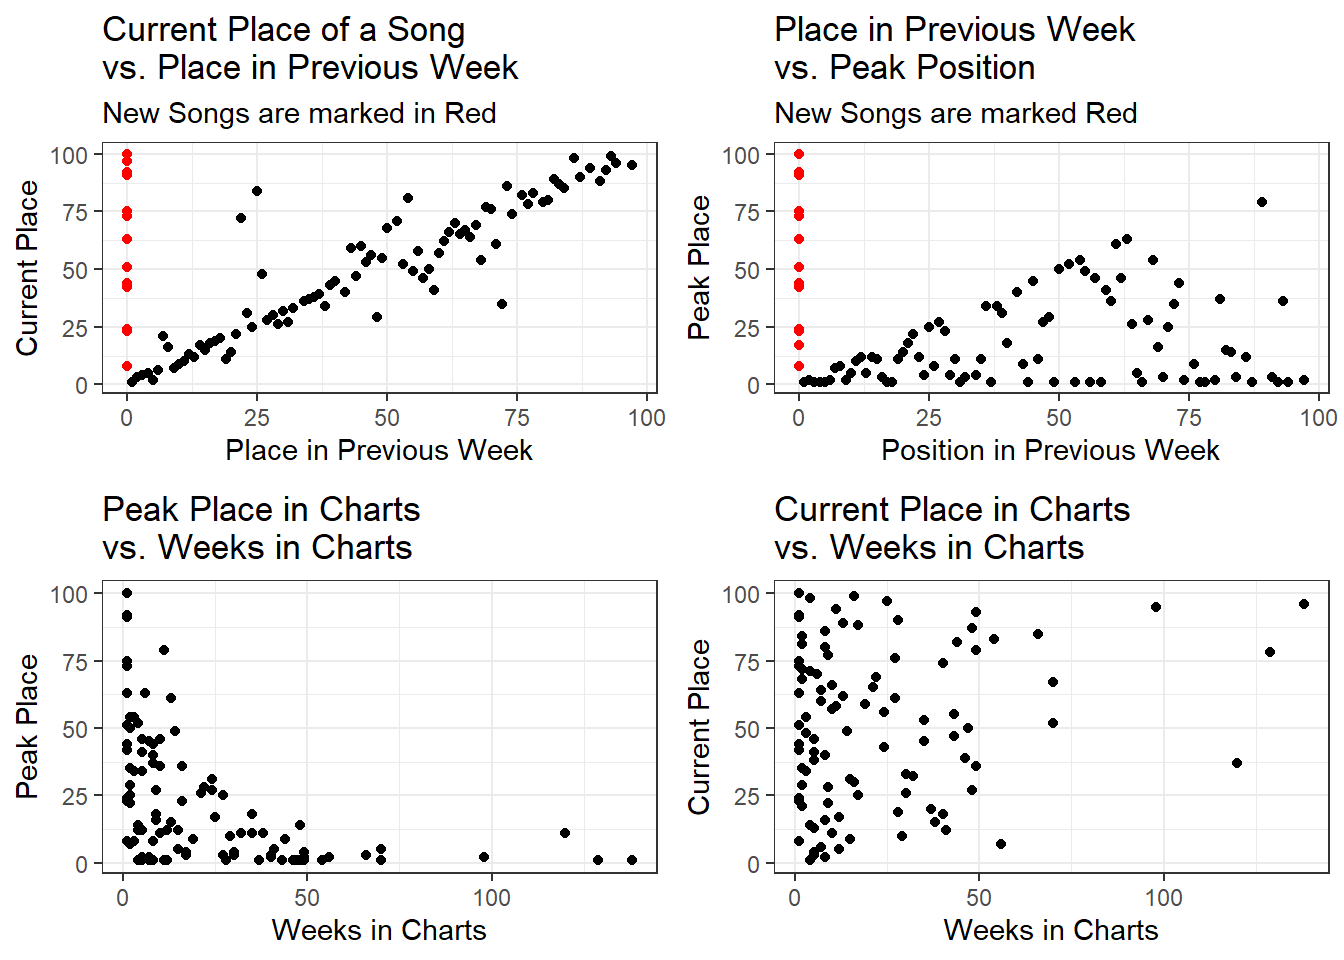 Current Place of a Song
vs. Place in Previous Week
New Songs are marked in Red
100
75
50
25
0
Current Place
0
25
50
75
100
Place in Previous Week
Place in Previous Week
vs. Peak Position
New Songs are marked Red
100
75
50
25
0
Peak Place
0
25
50
75
100
Position in Previous Week
Peak Place in Charts
vs. Weeks in Charts
100
75
50
25
0
Peak Place
0
50
100
Weeks in Charts
Current Place in Charts
vs. Weeks in Charts
100
75
50
25
0
Current Place
0
50
100
Weeks in Charts